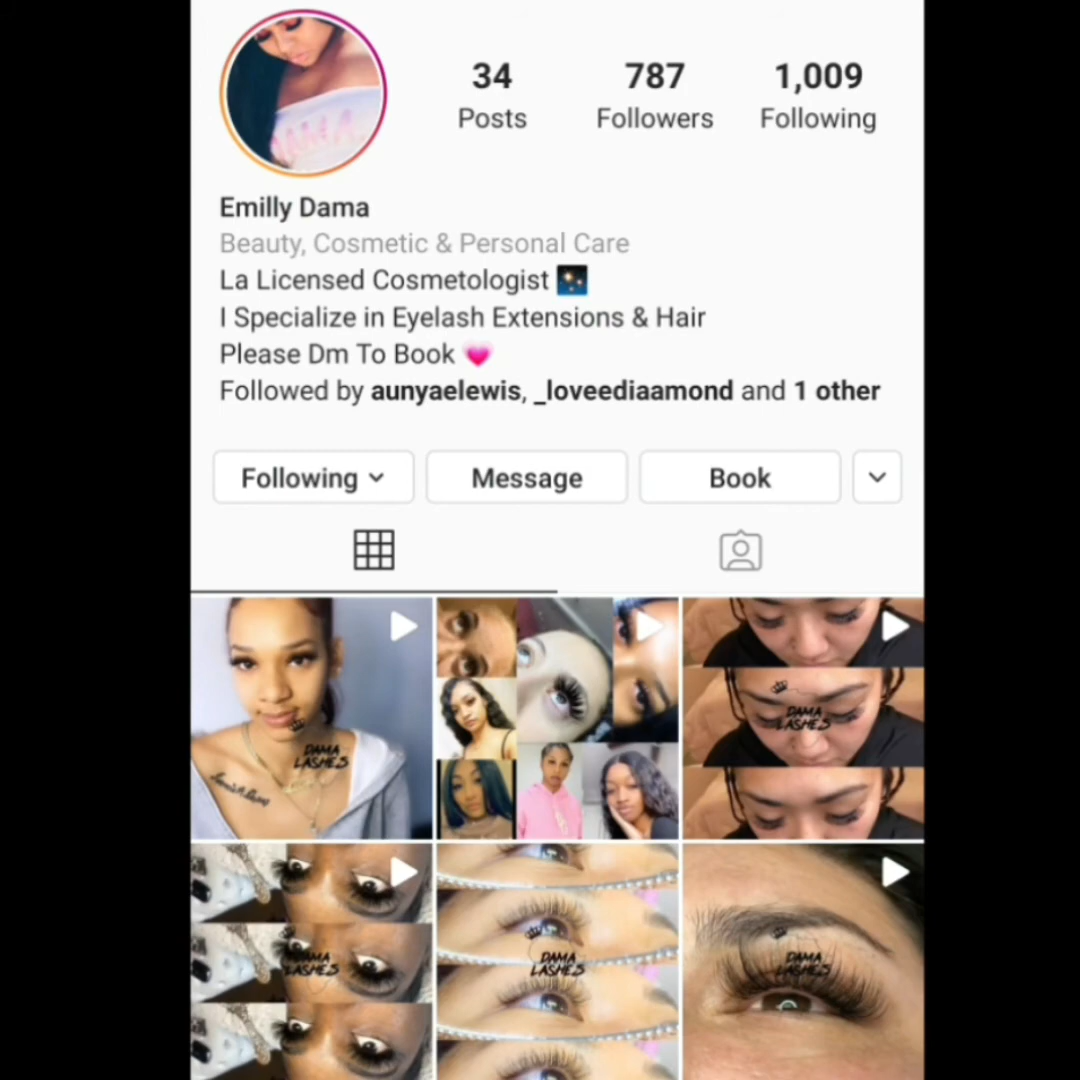 34
Posts
787
Followers
1,009
Following
Emilly Dama
Beauty, Cosmetic & Personal Care
La Licensed Cosmetologist
I Specialize in Eyelash Extensions & Hair
Please Dm To Book
Followed by aunyaelewis, _loveediaamond and 1 other
Following
Message
Book
DAMA
LASHES
DAMA
LASHES
DAMA
LASHES
DAMA
LASHES
DAMA
LASHES